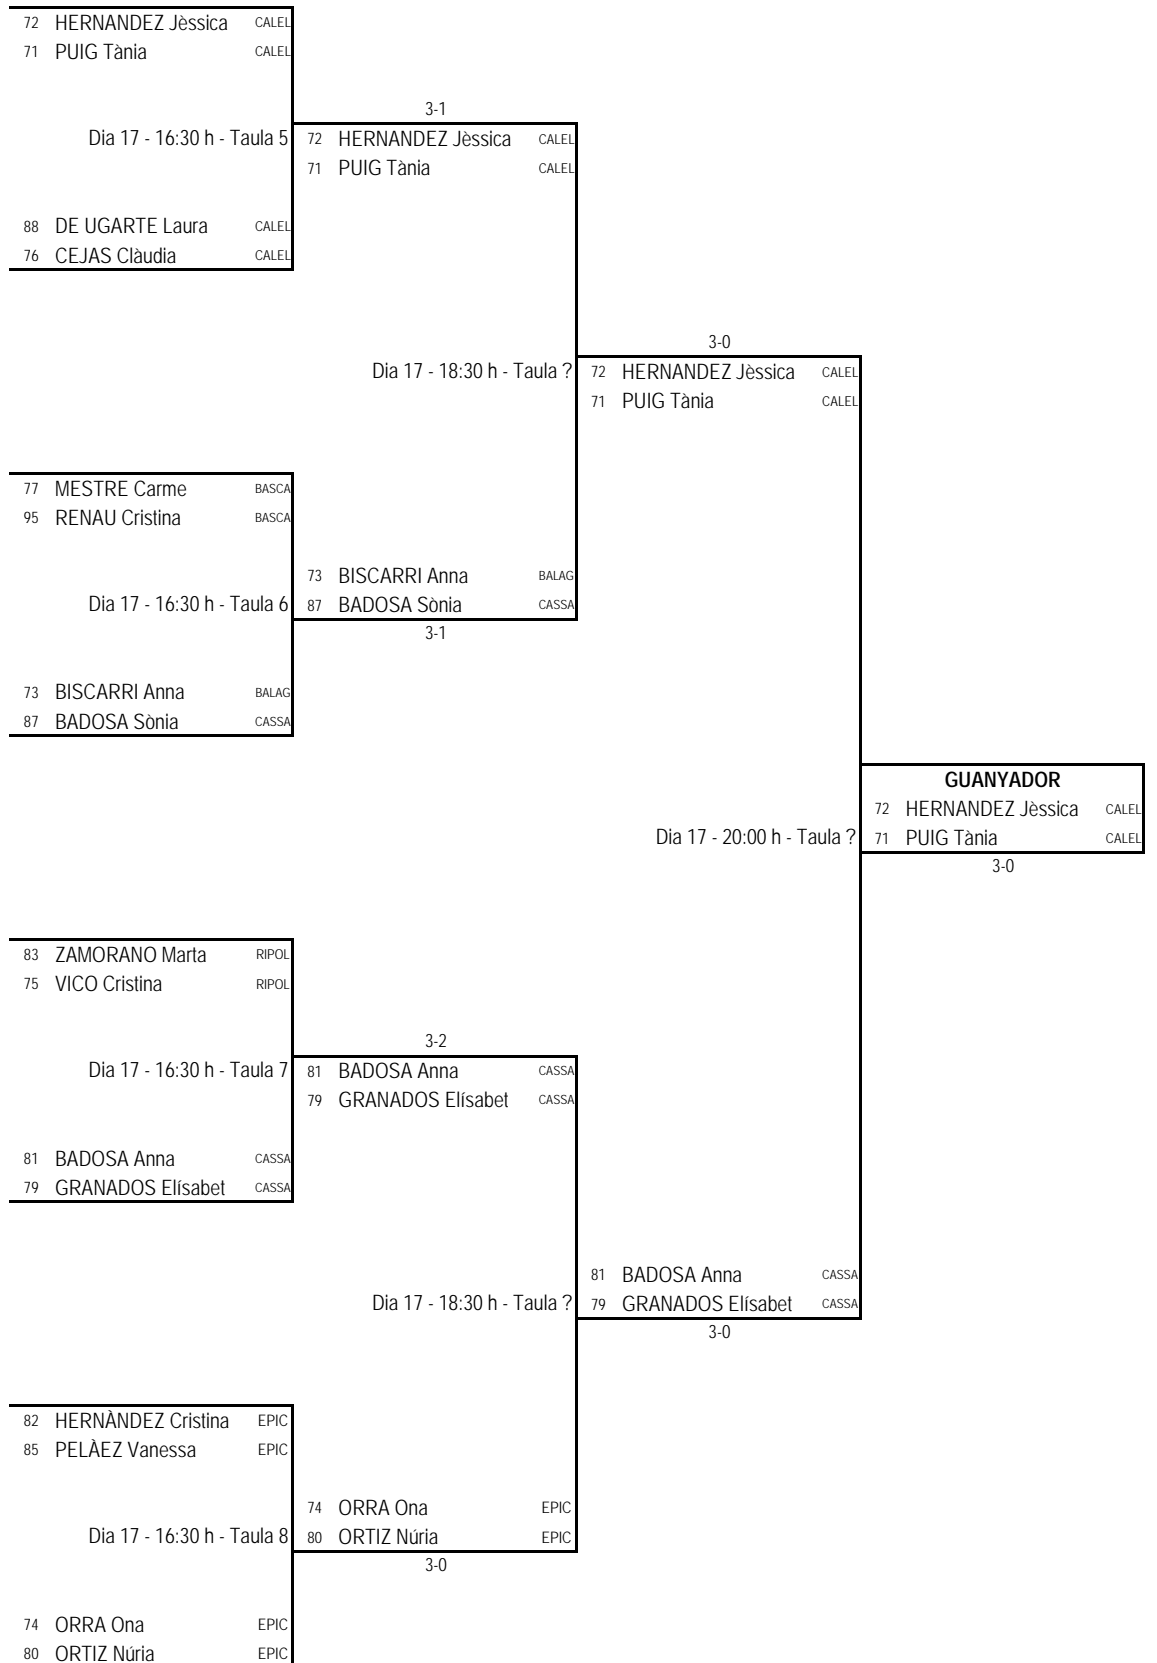 72 HERNANDEZ Jèssica CALEL
71 PUIG Tània CALEL
3-1
Dia 17 - 16:30 h - Taula 5 72 HERNANDEZ Jèssica CALEL
71 PUIG Tània CALEL
88 DE UGARTE Laura CALEL
76 CEJAS Clàudia CALEL
3-0
Dia 17 - 18:30 h - Taula ? 72 HERNANDEZ Jèssica CALEL
71 PUIG Tània CALEL
77 MESTRE Carme BASCA
95 RENAU Cristina BASCA
73 BISCARRI Anna BALAG
Dia 17 - 16:30 h - Taula 6 87 BADOSA Sònia CASSA
3-1
73 BISCARRI Anna BALAG
87 BADOSA Sònia CASSA
GUANYADOR
72 HERNANDEZ Jèssica CALEL
Dia 17 - 20:00 h - Taula ? 71 PUIG Tània CALEL
3-0
83 ZAMORANO Marta RIPOL
75 VICO Cristina RIPOL
3-2
Dia 17 - 16:30 h - Taula 7 81 BADOSA Anna CASSA
79 GRANADOS Elísabet CASSA
81 BADOSA Anna CASSA
79 GRANADOS Elísabet CASSA
81 BADOSA Anna CASSA
Dia 17 - 18:30 h - Taula ? 79 GRANADOS Elísabet CASSA
3-0
82 HERNÀNDEZ Cristina EPIC
85 PELÀEZ Vanessa EPIC
74 ORRA Ona EPIC
Dia 17 - 16:30 h - Taula 8 80 ORTIZ Núria EPIC
3-0
74 ORRA Ona EPIC
80 ORTIZ Núria EPIC